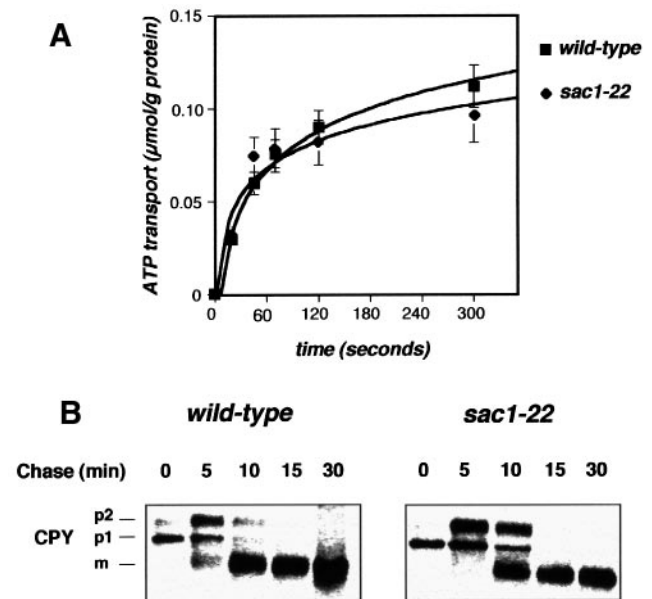 A
ATP transport (μmol/g protein)
0.15
0.10
0.05
0
0 60 120 180 240 300
time (seconds)
wild-type
sac1-22
B
wild-type sac1-22
Chase (min) 0 5 10 15 30 0 5 10 15 30
p2
CPY p1
m